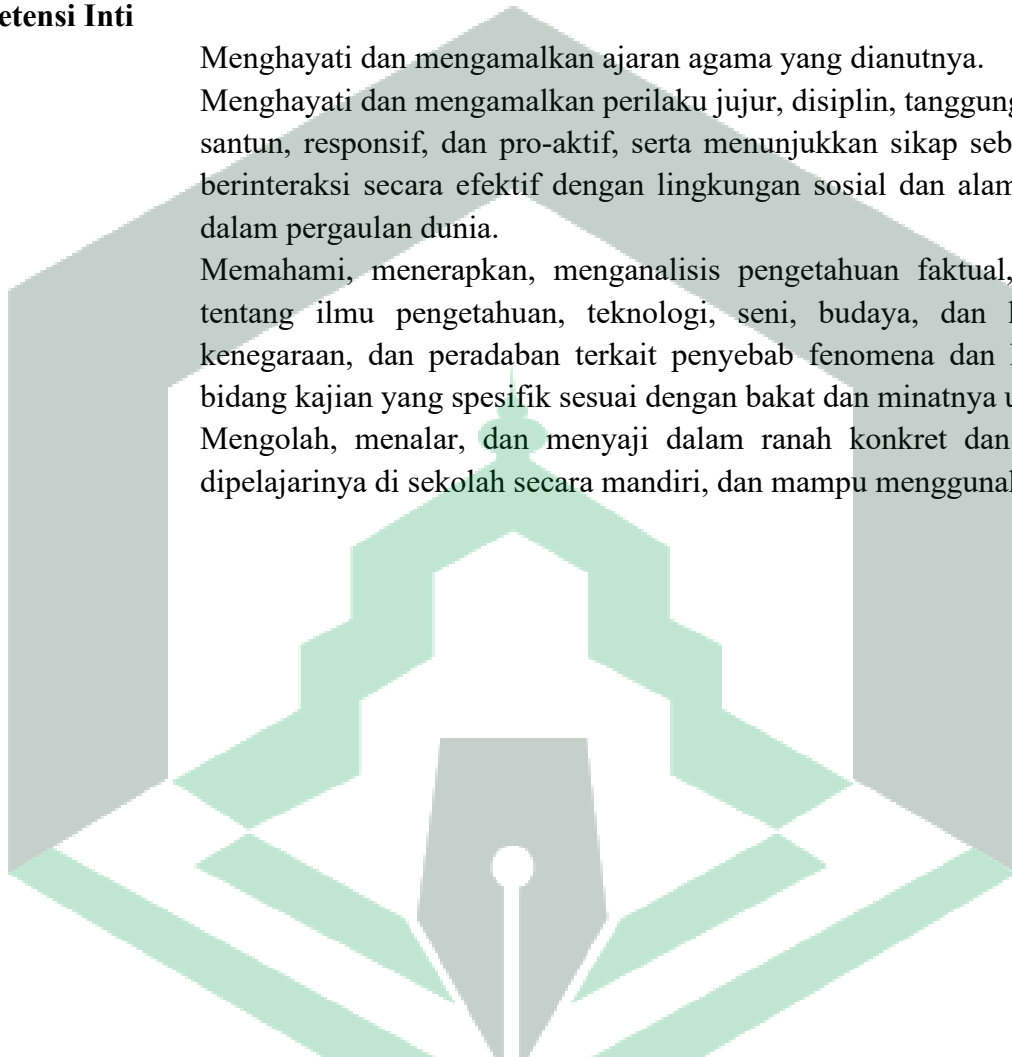 etensi Inti
Menghayati dan mengamalkan ajaran agama yang dianutnya.
Menghayati dan mengamalkan perilaku jujur, disiplin, tanggung
santun, responsif, dan pro-aktif, serta menunjukkan sikap seb
berinteraksi secara efektif dengan lingkungan sosial dan alam
dalam pergaulan dunia.
Memahami, menerapkan, menganalisis pengetahuan faktual,
tentang ilmu pengetahuan, teknologi, seni, budaya, dan
kenegaraan, dan peradaban terkait penyebab fenomena dan
bidang kajian yang spesifik sesuai dengan bakat dan minatnya u
Mengolah, menalar, dan menyaji dalam ranah konkret dan
dipelajarinya di sekolah secara mandiri, dan mampu menggunak